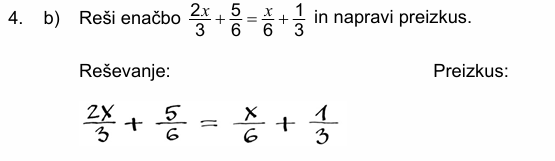 4. b) Reši enačbo 2x/3 + 5/6 = x/6 + 1/3 in napravi preizkus.
Reševanje: Preizkus:
2x/3 + 5/6 = x/6 + 1/3